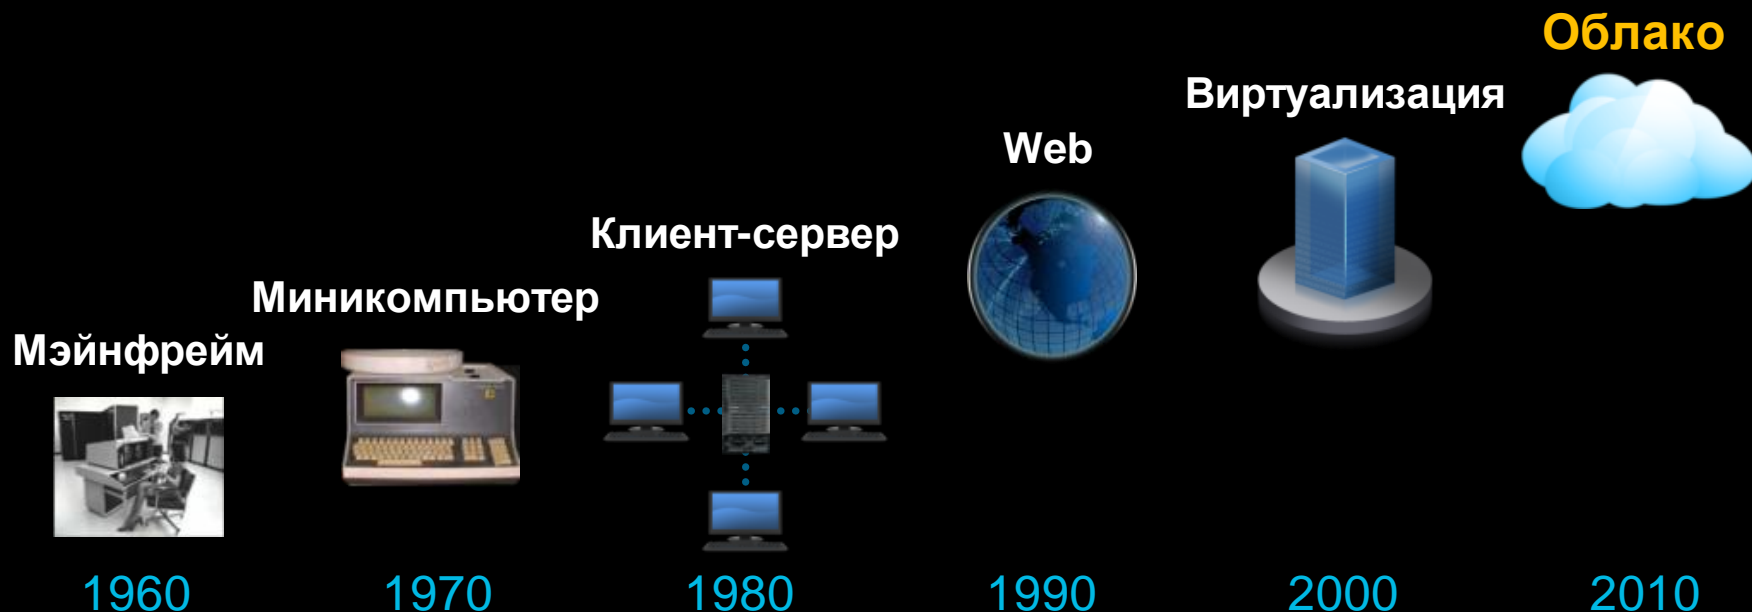 Облако
Виртуализация
Web
Клиент-сервер
Миникомпьютер
Мэйнфрейм
1960 1970 1980 1990 2000 2010